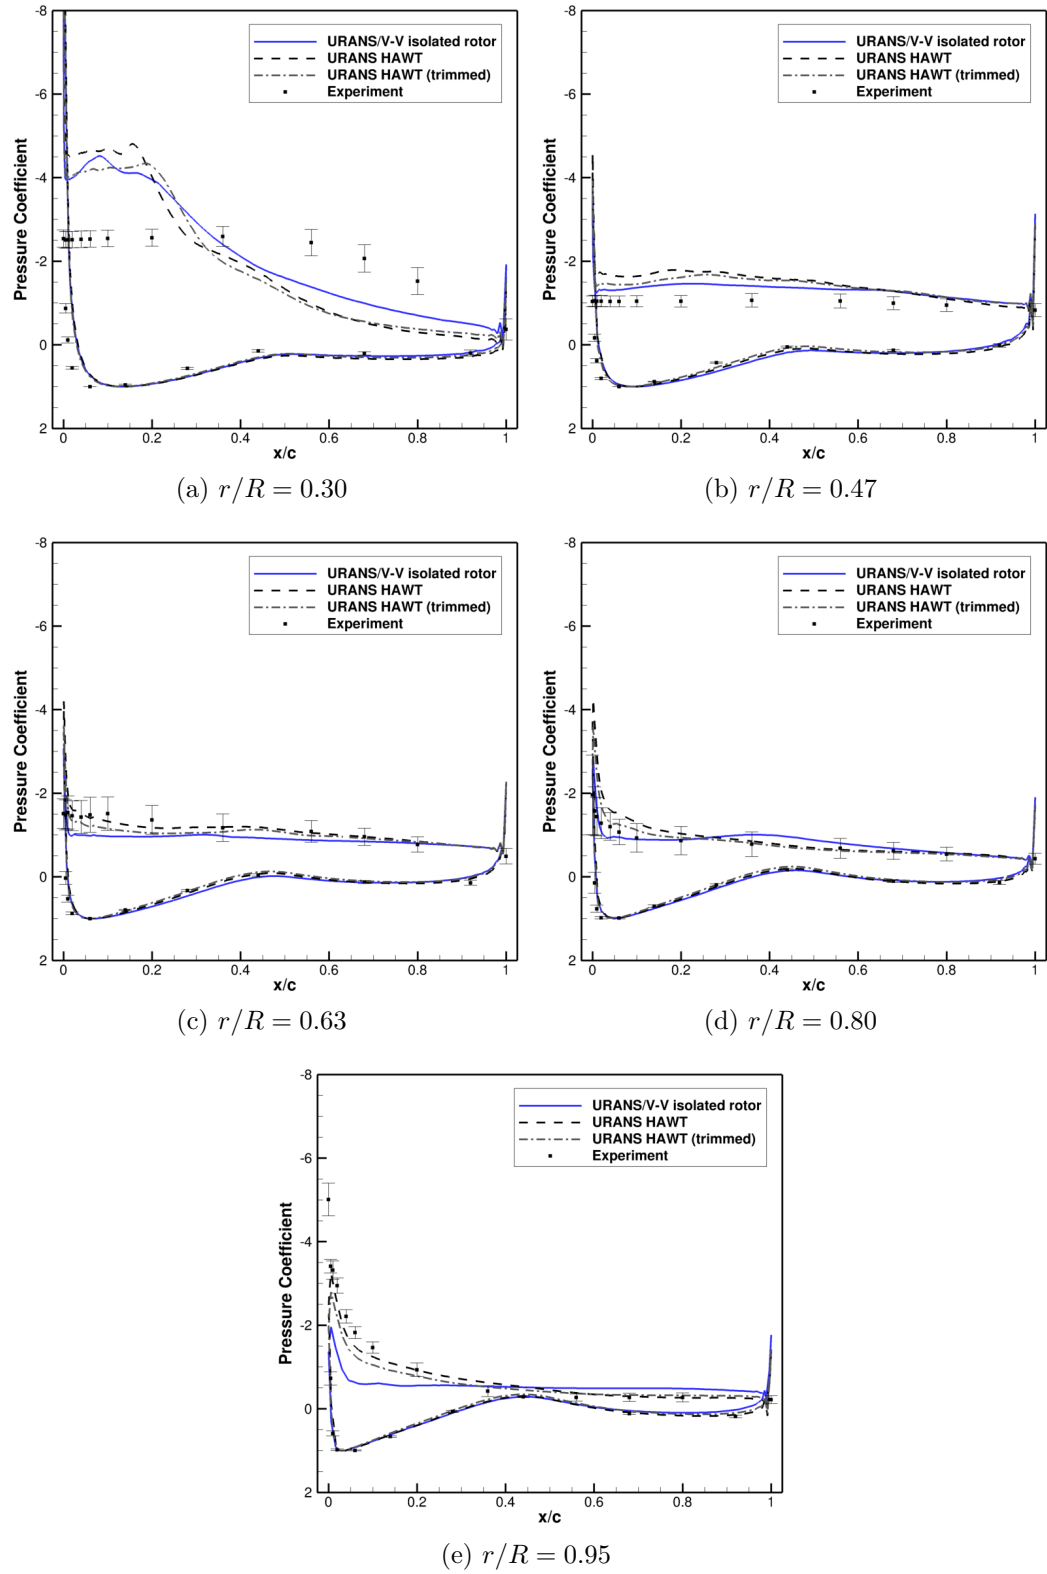 -8
-6
-4
-2
0
2
Pressure Coefficient
URANS/V-V isolated rotor
URANS HAWT
URANS HAWT (trimmed)
Experiment
0 0.2 0.4 0.6 0.8 1
x/c
(a) r/R = 0.30
-8
-6
-4
-2
0
2
Pressure Coefficient
URANS/V-V isolated rotor
URANS HAWT
URANS HAWT (trimmed)
Experiment
0 0.2 0.4 0.6 0.8 1
x/c
(b) r/R = 0.47
-8
-6
-4
-2
0
2
Pressure Coefficient
URANS/V-V isolated rotor
URANS HAWT
URANS HAWT (trimmed)
Experiment
0 0.2 0.4 0.6 0.8 1
x/c
(c) r/R = 0.63
-8
-6
-4
-2
0
2
Pressure Coefficient
URANS/V-V isolated rotor
URANS HAWT
URANS HAWT (trimmed)
Experiment
0 0.2 0.4 0.6 0.8 1
x/c
(d) r/R = 0.80
-8
-6
-4
-2
0
2
Pressure Coefficient
URANS/V-V isolated rotor
URANS HAWT
URANS HAWT (trimmed)
Experiment
0 0.2 0.4 0.6 0.8 1
x/c
(e) r/R = 0.95